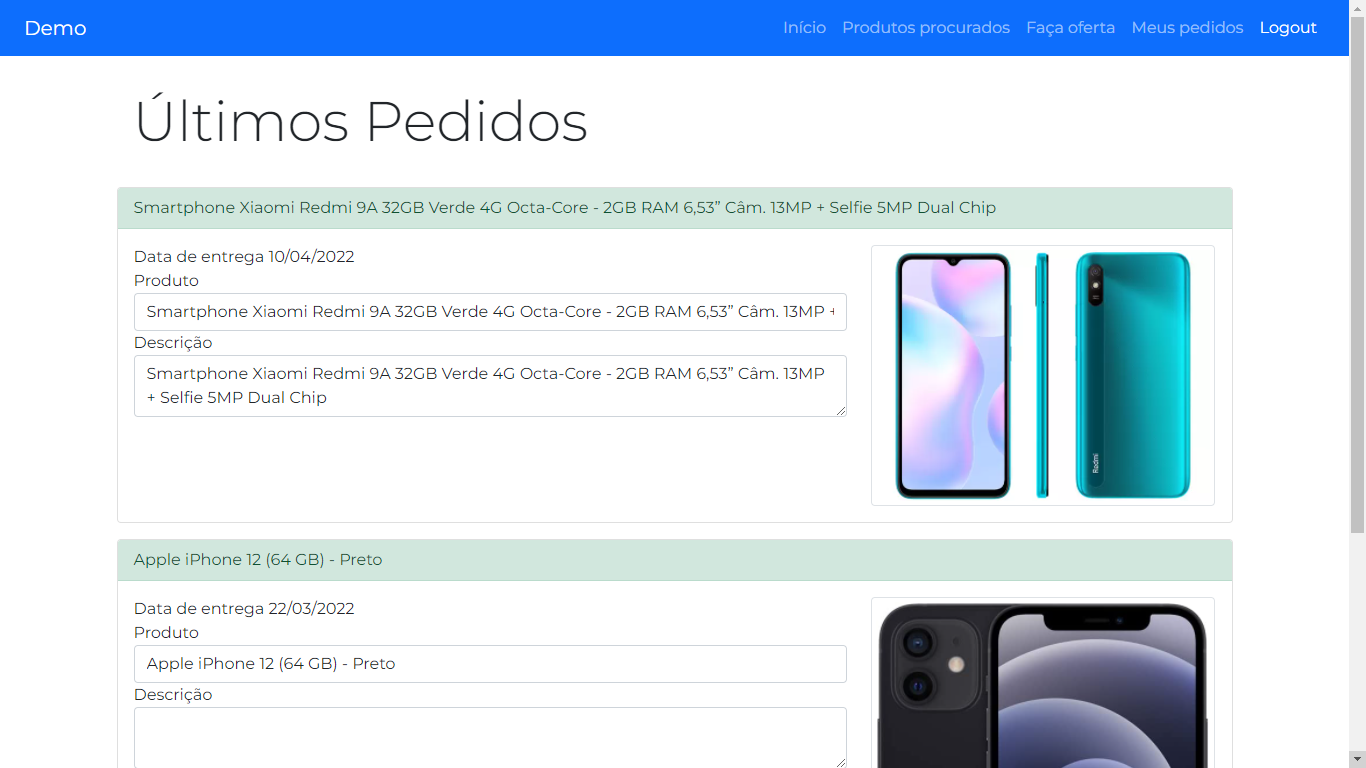 Demo
Início Produtos procurados Faça oferta Meus pedidos Logout
Últimos Pedidos
Smartphone Xiaomi Redmi 9A 32GB Verde 4G Octa-Core - 2GB RAM 6,53” Câm. 13MP + Selfie 5MP Dual Chip
Data de entrega 10/04/2022
Produto
Smartphone Xiaomi Redmi 9A 32GB Verde 4G Octa-Core - 2GB RAM 6,53” Câm. 13MP +
Descrição
Smartphone Xiaomi Redmi 9A 32GB Verde 4G Octa-Core - 2GB RAM 6,53” Câm. 13MP
+ Selfie 5MP Dual Chip
Redmi
Apple iPhone 12 (64 GB) - Preto
Data de entrega 22/03/2022
Produto
Apple iPhone 12 (64 GB) - Preto
Descrição